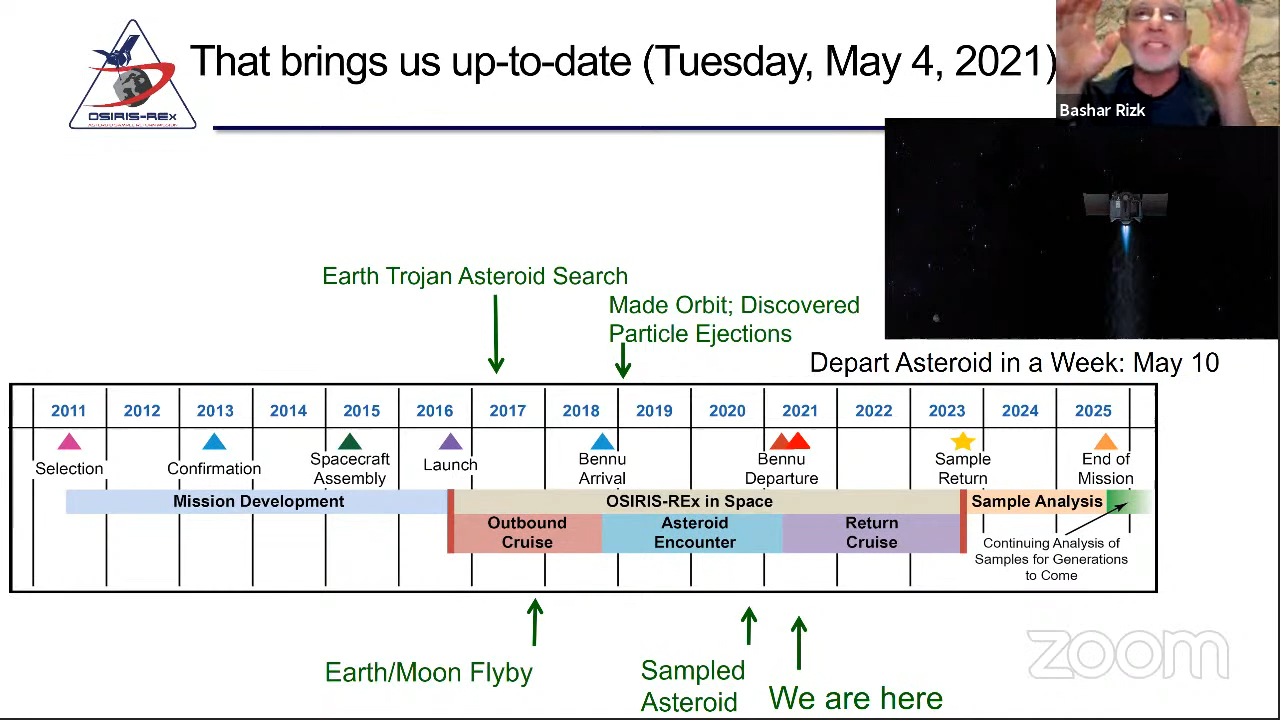 That brings us up-to-date (Tuesday, May 4, 2021)
OSIRIS-REx
ASTEROID SAMPLE RETURN MISSION
Bashar Rizk
Earth Trojan Asteroid Search
Made Orbit; Discovered
Particle Ejections
Depart Asteroid in a Week: May 10
2011 2012 2013 2014 2015 2016 2017 2018 2019 2020 2021 2022 2023 2024 2025
Selection
Confirmation
Spacecraft
Assembly
Launch
Bennu
Arrival
Bennu
Departure
Sample
Return
End of
Mission
Mission Development
OSIRIS-REx in Space
Sample Analysis
Outbound
Cruise
Asteroid
Encounter
Return
Cruise
Continuing Analysis of
Samples for Generations
to Come
Earth/Moon Flyby
Sampled
Asteroid
We are here
zoom